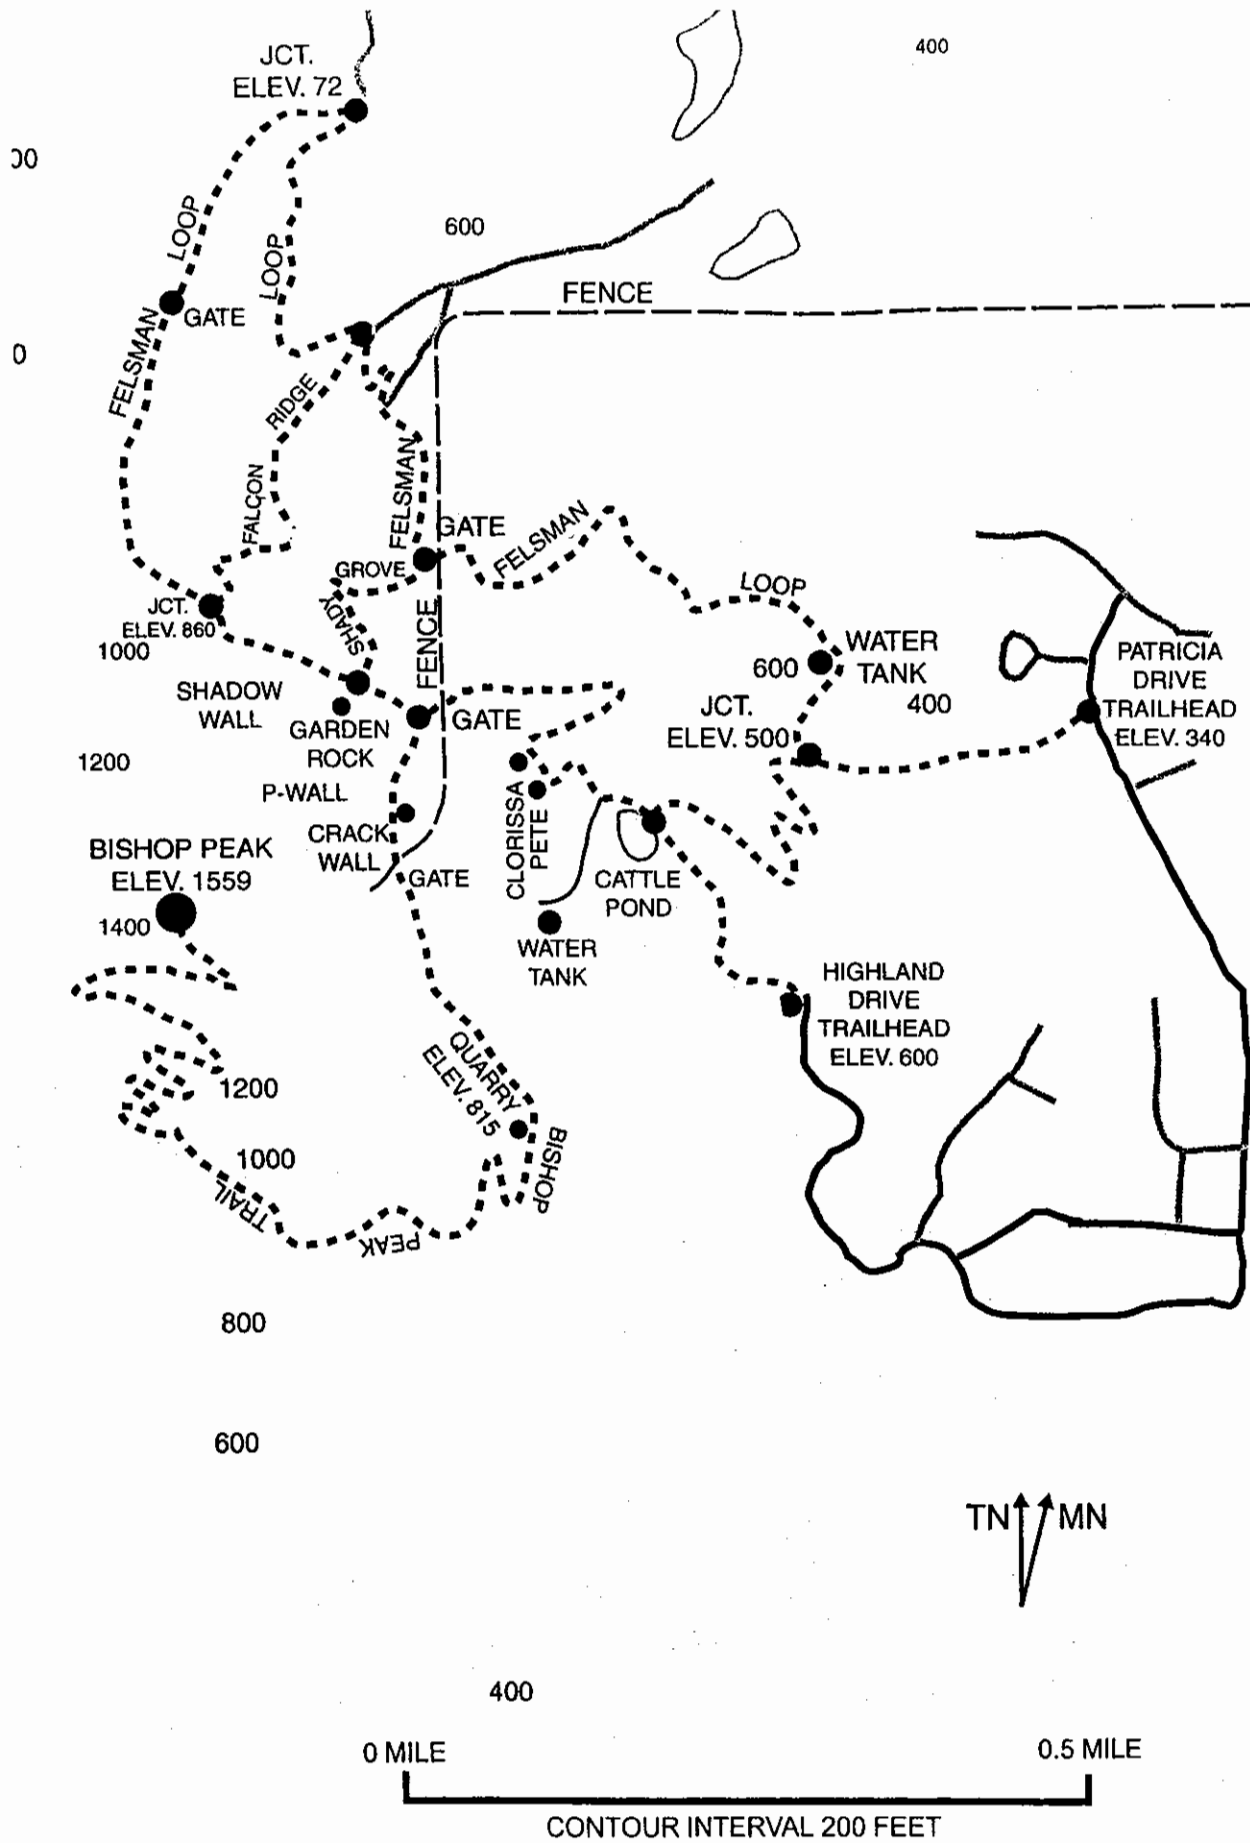 400
JCT.
ELEV. 72
00
LOOP
600
LOOP
FENCE
GATE
FELSMAN
0
RIDGE
FALCON
FELSMAN
GATE
FELSMAN
GROVE
LOOP
SHADY
JCT.
ELEV. 860
1000
FENCE
WATER
TANK
600
400
PATRICIA
DRIVE
TRAILHEAD
ELEV. 340
SHADOW
WALL
GATE
JCT.
ELEV. 500
GARDEN
ROCK
1200
P-WALL
CRACK
WALL
CLORISSA
PETE
BISHOP PEAK
ELEV. 1559
GATE
CATTLE
POND
1400
WATER
TANK
HIGHLAND
DRIVE
TRAILHEAD
ELEV. 600
QUARRY
ELEV. 815
1200
BISHOP
1000
TRAIL
PEAK
800
600
TN MN
400
0 MILE
0.5 MILE
CONTOUR INTERVAL 200 FEET